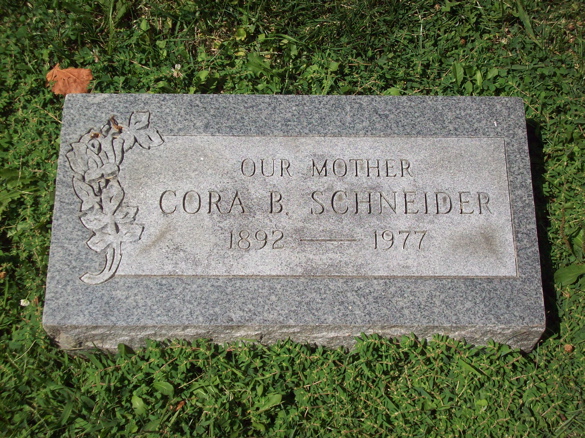 OUR MOTHER
CORA B. SCHNEIDER
1892 — 1977